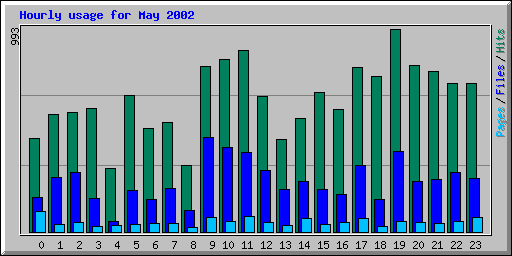 Hourly usage for May 2002
993
Pages / Files / Hits
0 1 2 3 4 5 6 7 8 9 10 11 12 13 14 15 16 17 18 19 20 21 22 23